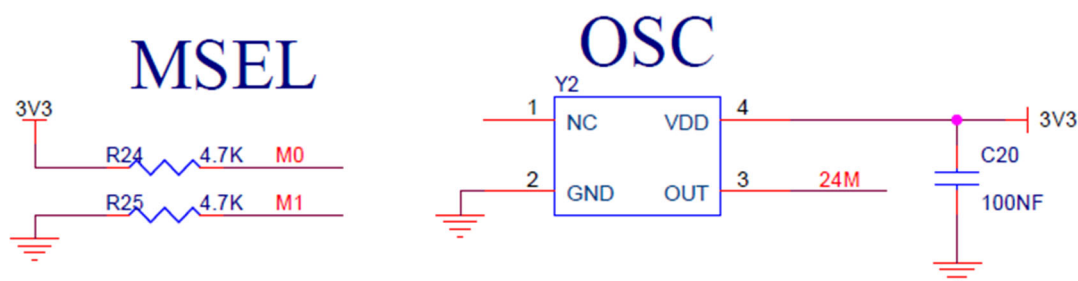 MSEL
3V3
R24 4.7K M0
R25 4.7K M1
OSC
Y2
1 NC VDD 4 3V3
2 GND OUT 3 24M
C20
100NF